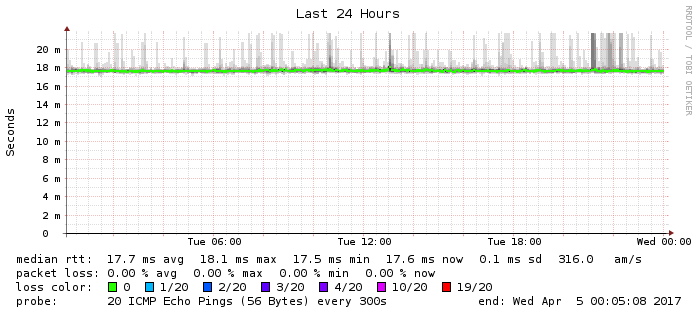 Last 24 Hours
RRDTOOL / TOBI OETIKER
Seconds
20 m
18 m
16 m
14 m
12 m
10 m
8 m
6 m
4 m
2 m
0
Tue 06:00 Tue 12:00 Tue 18:00 Wed 00:00
median rtt: 17.7 ms avg 18.1 ms max 17.5 ms min 17.6 ms now 0.1 ms sd 316.0 am/s
packet loss: 0.00 % avg 0.00 % max 0.00 % min 0.00 % now
loss color: 0 1/20 2/20 3/20 4/20 10/20 19/20
probe: 20 ICMP Echo Pings (56 Bytes) every 300s end: Wed Apr 5 00:05:08 2017